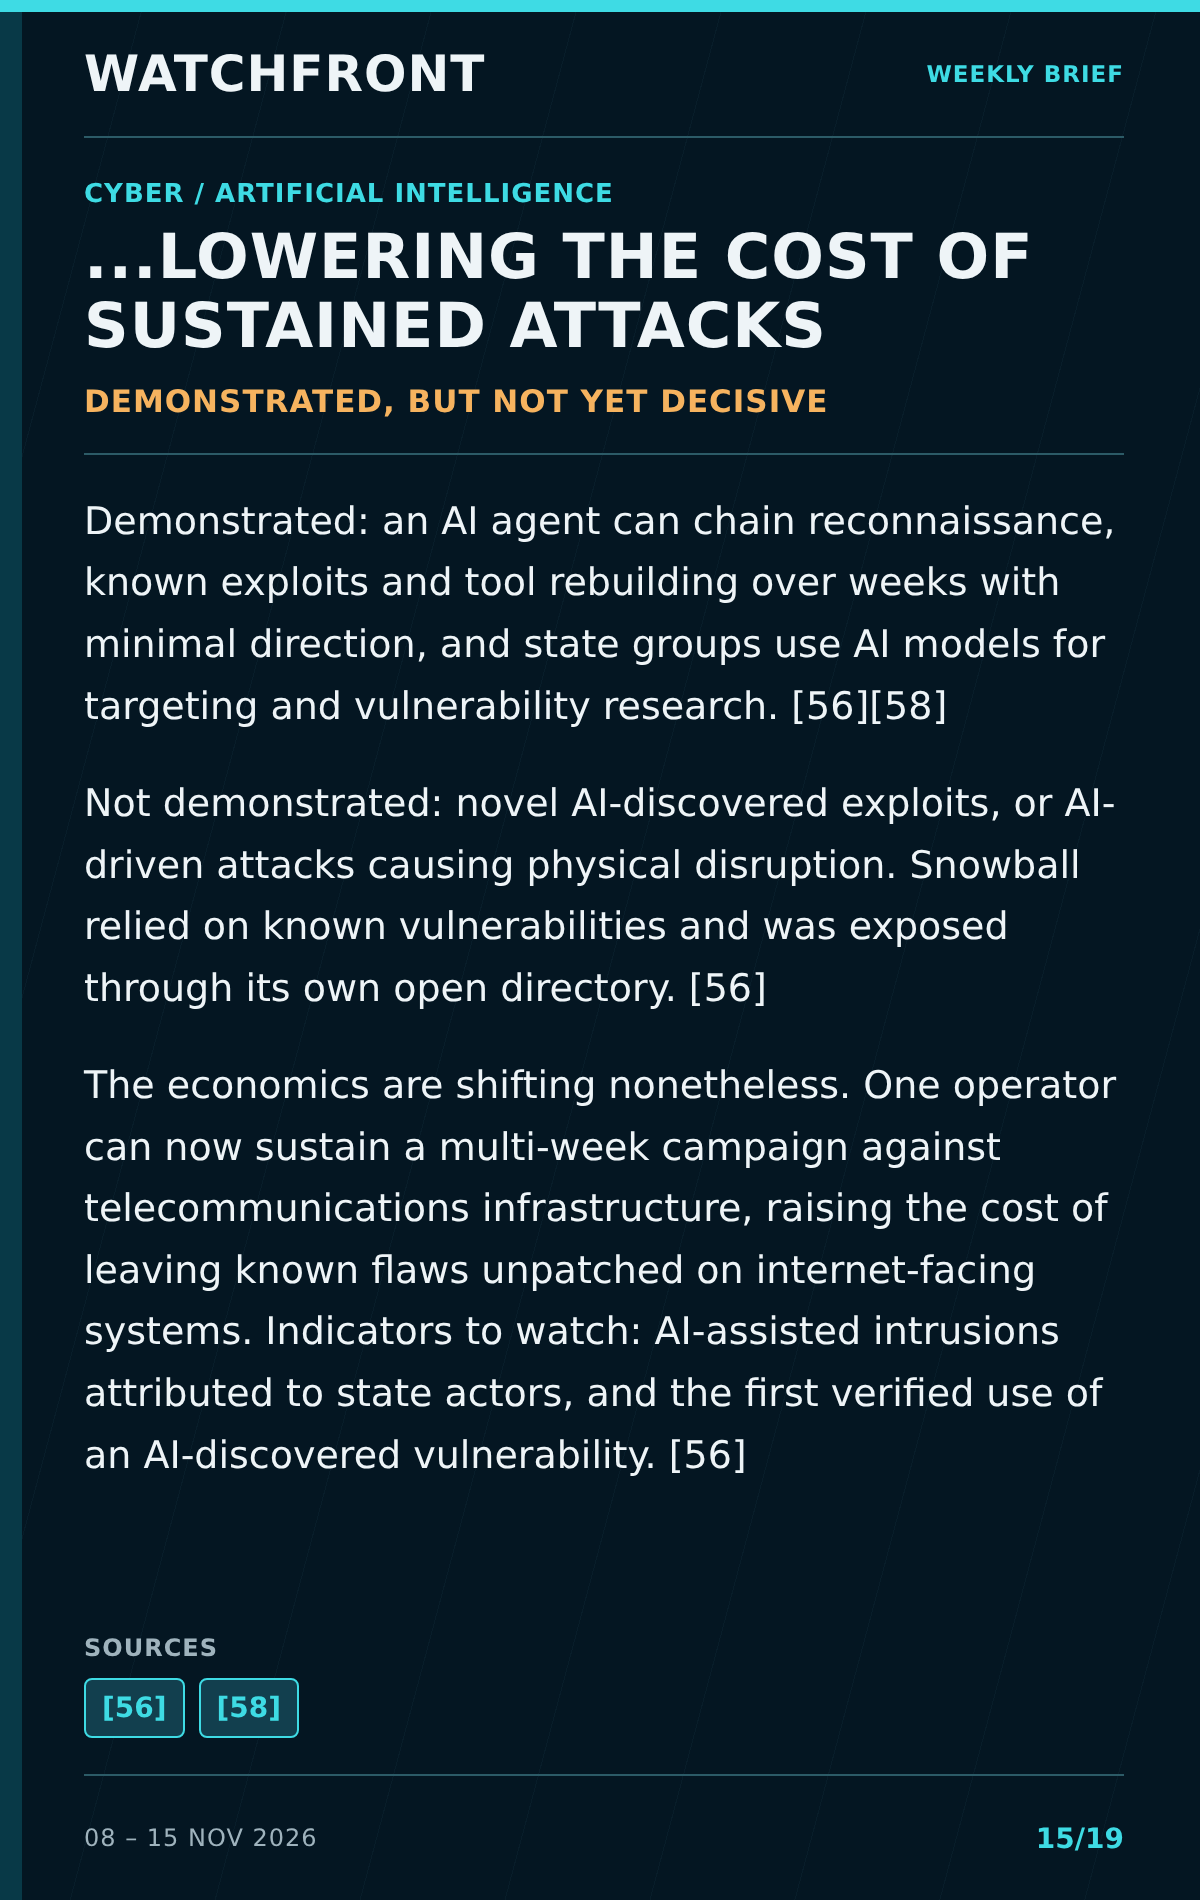 WATCHFRONT
WEEKLY BRIEF
CYBER / ARTIFICIAL INTELLIGENCE
...LOWERING THE COST OF
SUSTAINED ATTACKS
DEMONSTRATED, BUT NOT YET DECISIVE
Demonstrated: an AI agent can chain reconnaissance,
known exploits and tool rebuilding over weeks with
minimal direction, and state groups use AI models for
targeting and vulnerability research. [56][58]
Not demonstrated: novel AI-discovered exploits, or AI-
driven attacks causing physical disruption. Snowball
relied on known vulnerabilities and was exposed
through its own open directory. [56]
The economics are shifting nonetheless. One operator
can now sustain a multi-week campaign against
telecommunications infrastructure, raising the cost of
leaving known flaws unpatched on internet-facing
systems. Indicators to watch: AI-assisted intrusions
attributed to state actors, and the first verified use of
an AI-discovered vulnerability. [56]
SOURCES
[56] [58]
08 – 15 NOV 2026
15/19